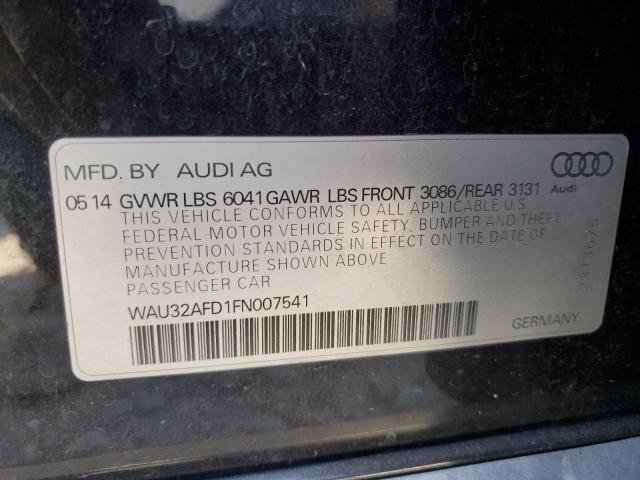 MFD. BY AUDI AG
Audi
05 14 GVWR LBS 6041 GAWR LBS FRONT 3086/REAR 3131
THIS VEHICLE CONFORMS TO ALL APPLICABLE U.S
FEDERAL MOTOR VEHICLE SAFETY, BUMPER AND THEFT
PREVENTION STANDARDS IN EFFECT ON THE DATE OF
MANUFACTURE SHOWN ABOVE
PASSENGER CAR
WAU32AFD1FN007541
GERMANY